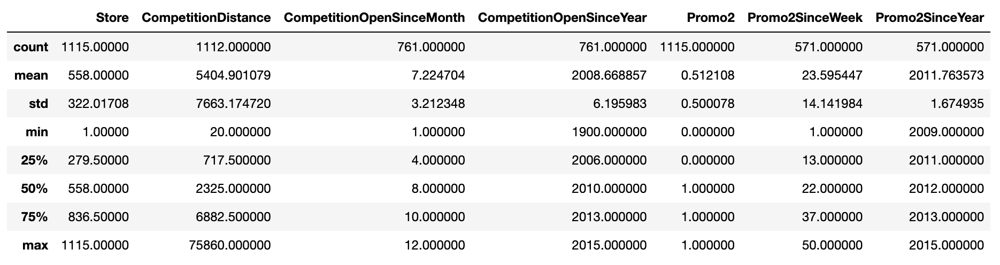 Store CompetitionDistance CompetitionOpenSinceMonth CompetitionOpenSinceYear Promo2 Promo2SinceWeek Promo2SinceYear
count 1115.00000 1112.000000 761.000000 761.000000 1115.000000 571.000000 571.000000
mean 558.00000 5404.901079 7.224704 2008.668857 0.512108 23.595447 2011.763573
std 322.01708 7663.174720 3.212348 6.195983 0.500078 14.141984 1.674935
min 1.00000 20.000000 1.000000 1900.000000 0.000000 1.000000 2009.000000
25% 279.50000 717.500000 4.000000 2006.000000 0.000000 13.000000 2011.000000
50% 558.00000 2325.000000 8.000000 2010.000000 1.000000 22.000000 2012.000000
75% 836.50000 6882.500000 10.000000 2013.000000 1.000000 37.000000 2013.000000
max 1115.00000 75860.000000 12.000000 2015.000000 1.000000 50.000000 2015.000000